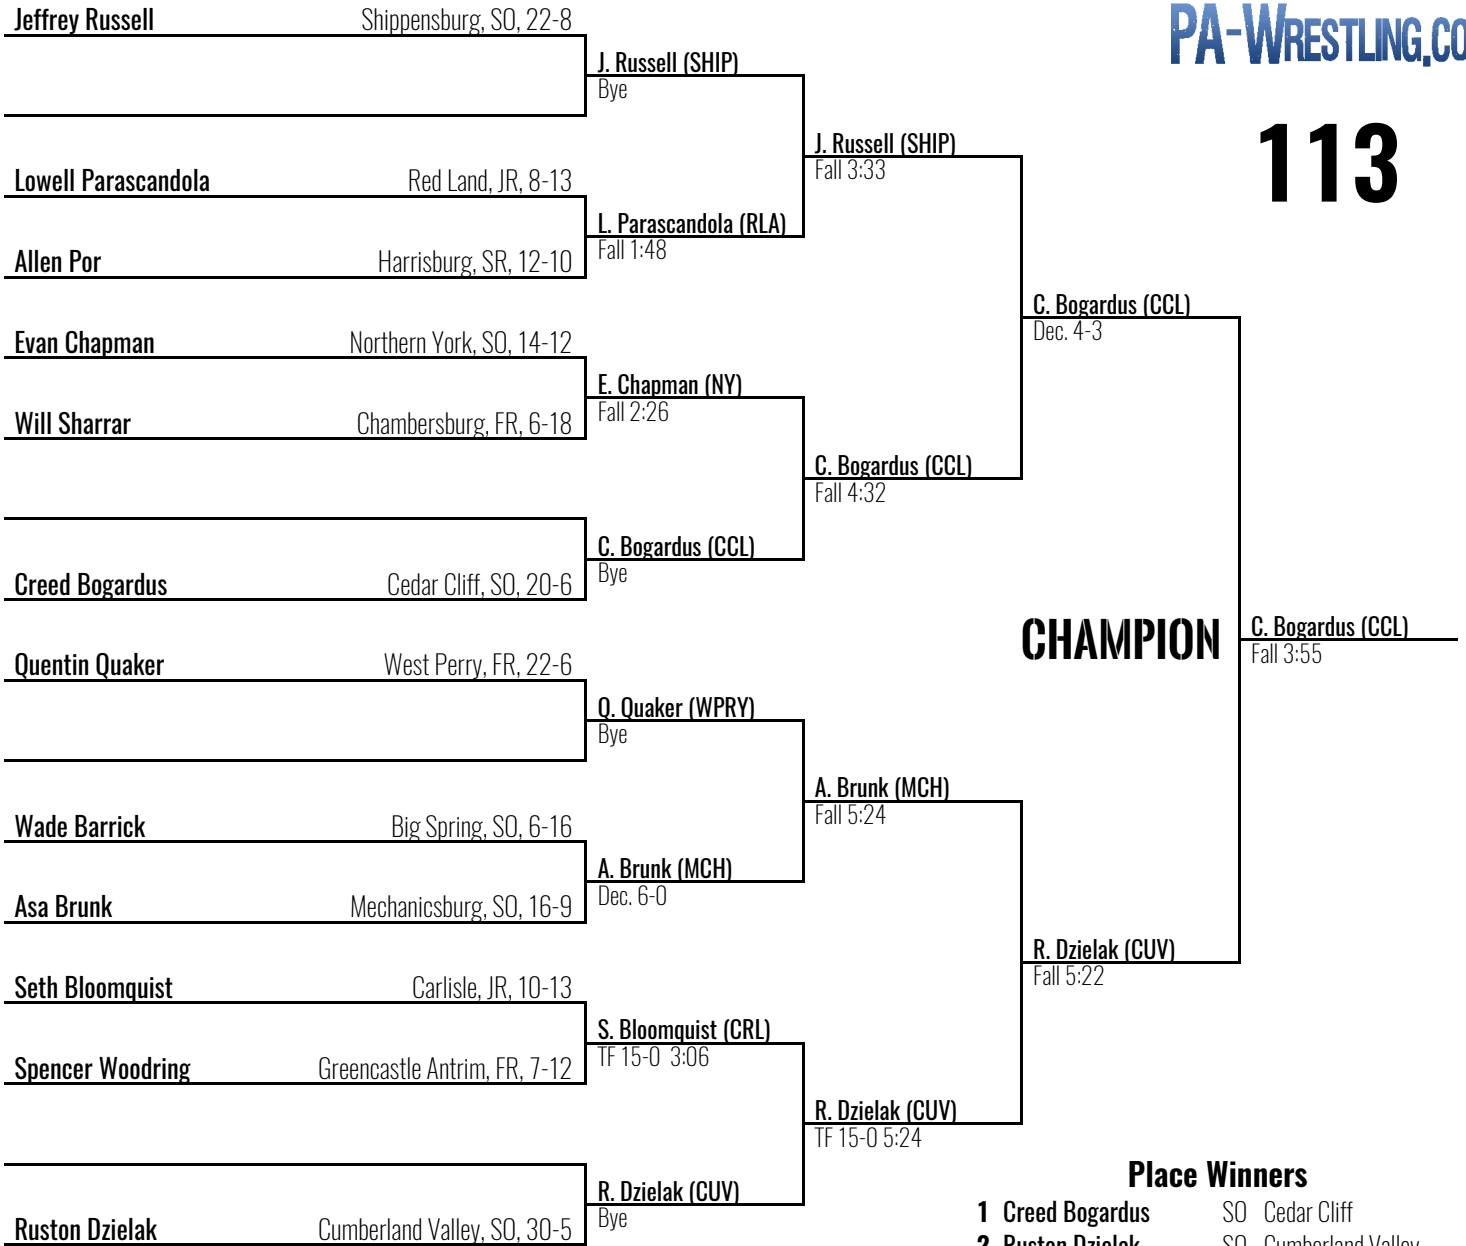 Jeffrey Russell Shippensburg, SO, 22-8
PA-WRESTLING.CO
J. Russell (SHIP)
Bye
113
J. Russell (SHIP)
Fall 3:33
Lowell Parascandola Red Land, JR, 8-13
L. Parascandola (RLA)
Fall 1:48
Allen Por Harrisburg, SR, 12-10
C. Bogardus (CCL)
Dec. 4-3
Evan Chapman Northern York, SO, 14-12
E. Chapman (NY)
Fall 2:26
Will Sharrar Chambersburg, FR, 6-18
C. Bogardus (CCL)
Fall 4:32
C. Bogardus (CCL)
Bye
Creed Bogardus Cedar Cliff, SO, 20-6
CHAMPION
C. Bogardus (CCL)
Fall 3:55
Quentin Quaker West Perry, FR, 22-6
Q. Quaker (WPRY)
Bye
A. Brunk (MCH)
Fall 5:24
Wade Barrick Big Spring, SO, 6-16
A. Brunk (MCH)
Dec. 6-0
Asa Brunk Mechanicsburg, SO, 16-9
R. Dzielak (CUV)
Fall 5:22
Seth Bloomquist Carlisle, JR, 10-13
S. Bloomquist (CRL)
TF 15-0 3:06
Spencer Woodring Greencastle Antrim, FR, 7-12
R. Dzielak (CUV)
TF 15-0 5:24
Place Winners
R. Dzielak (CUV)
Bye
1 Creed Bogardus SO Cedar Cliff
Ruston Dzielak Cumberland Valley, SO, 30-5
2 Ruston Dzielak SO Cumberland Valley